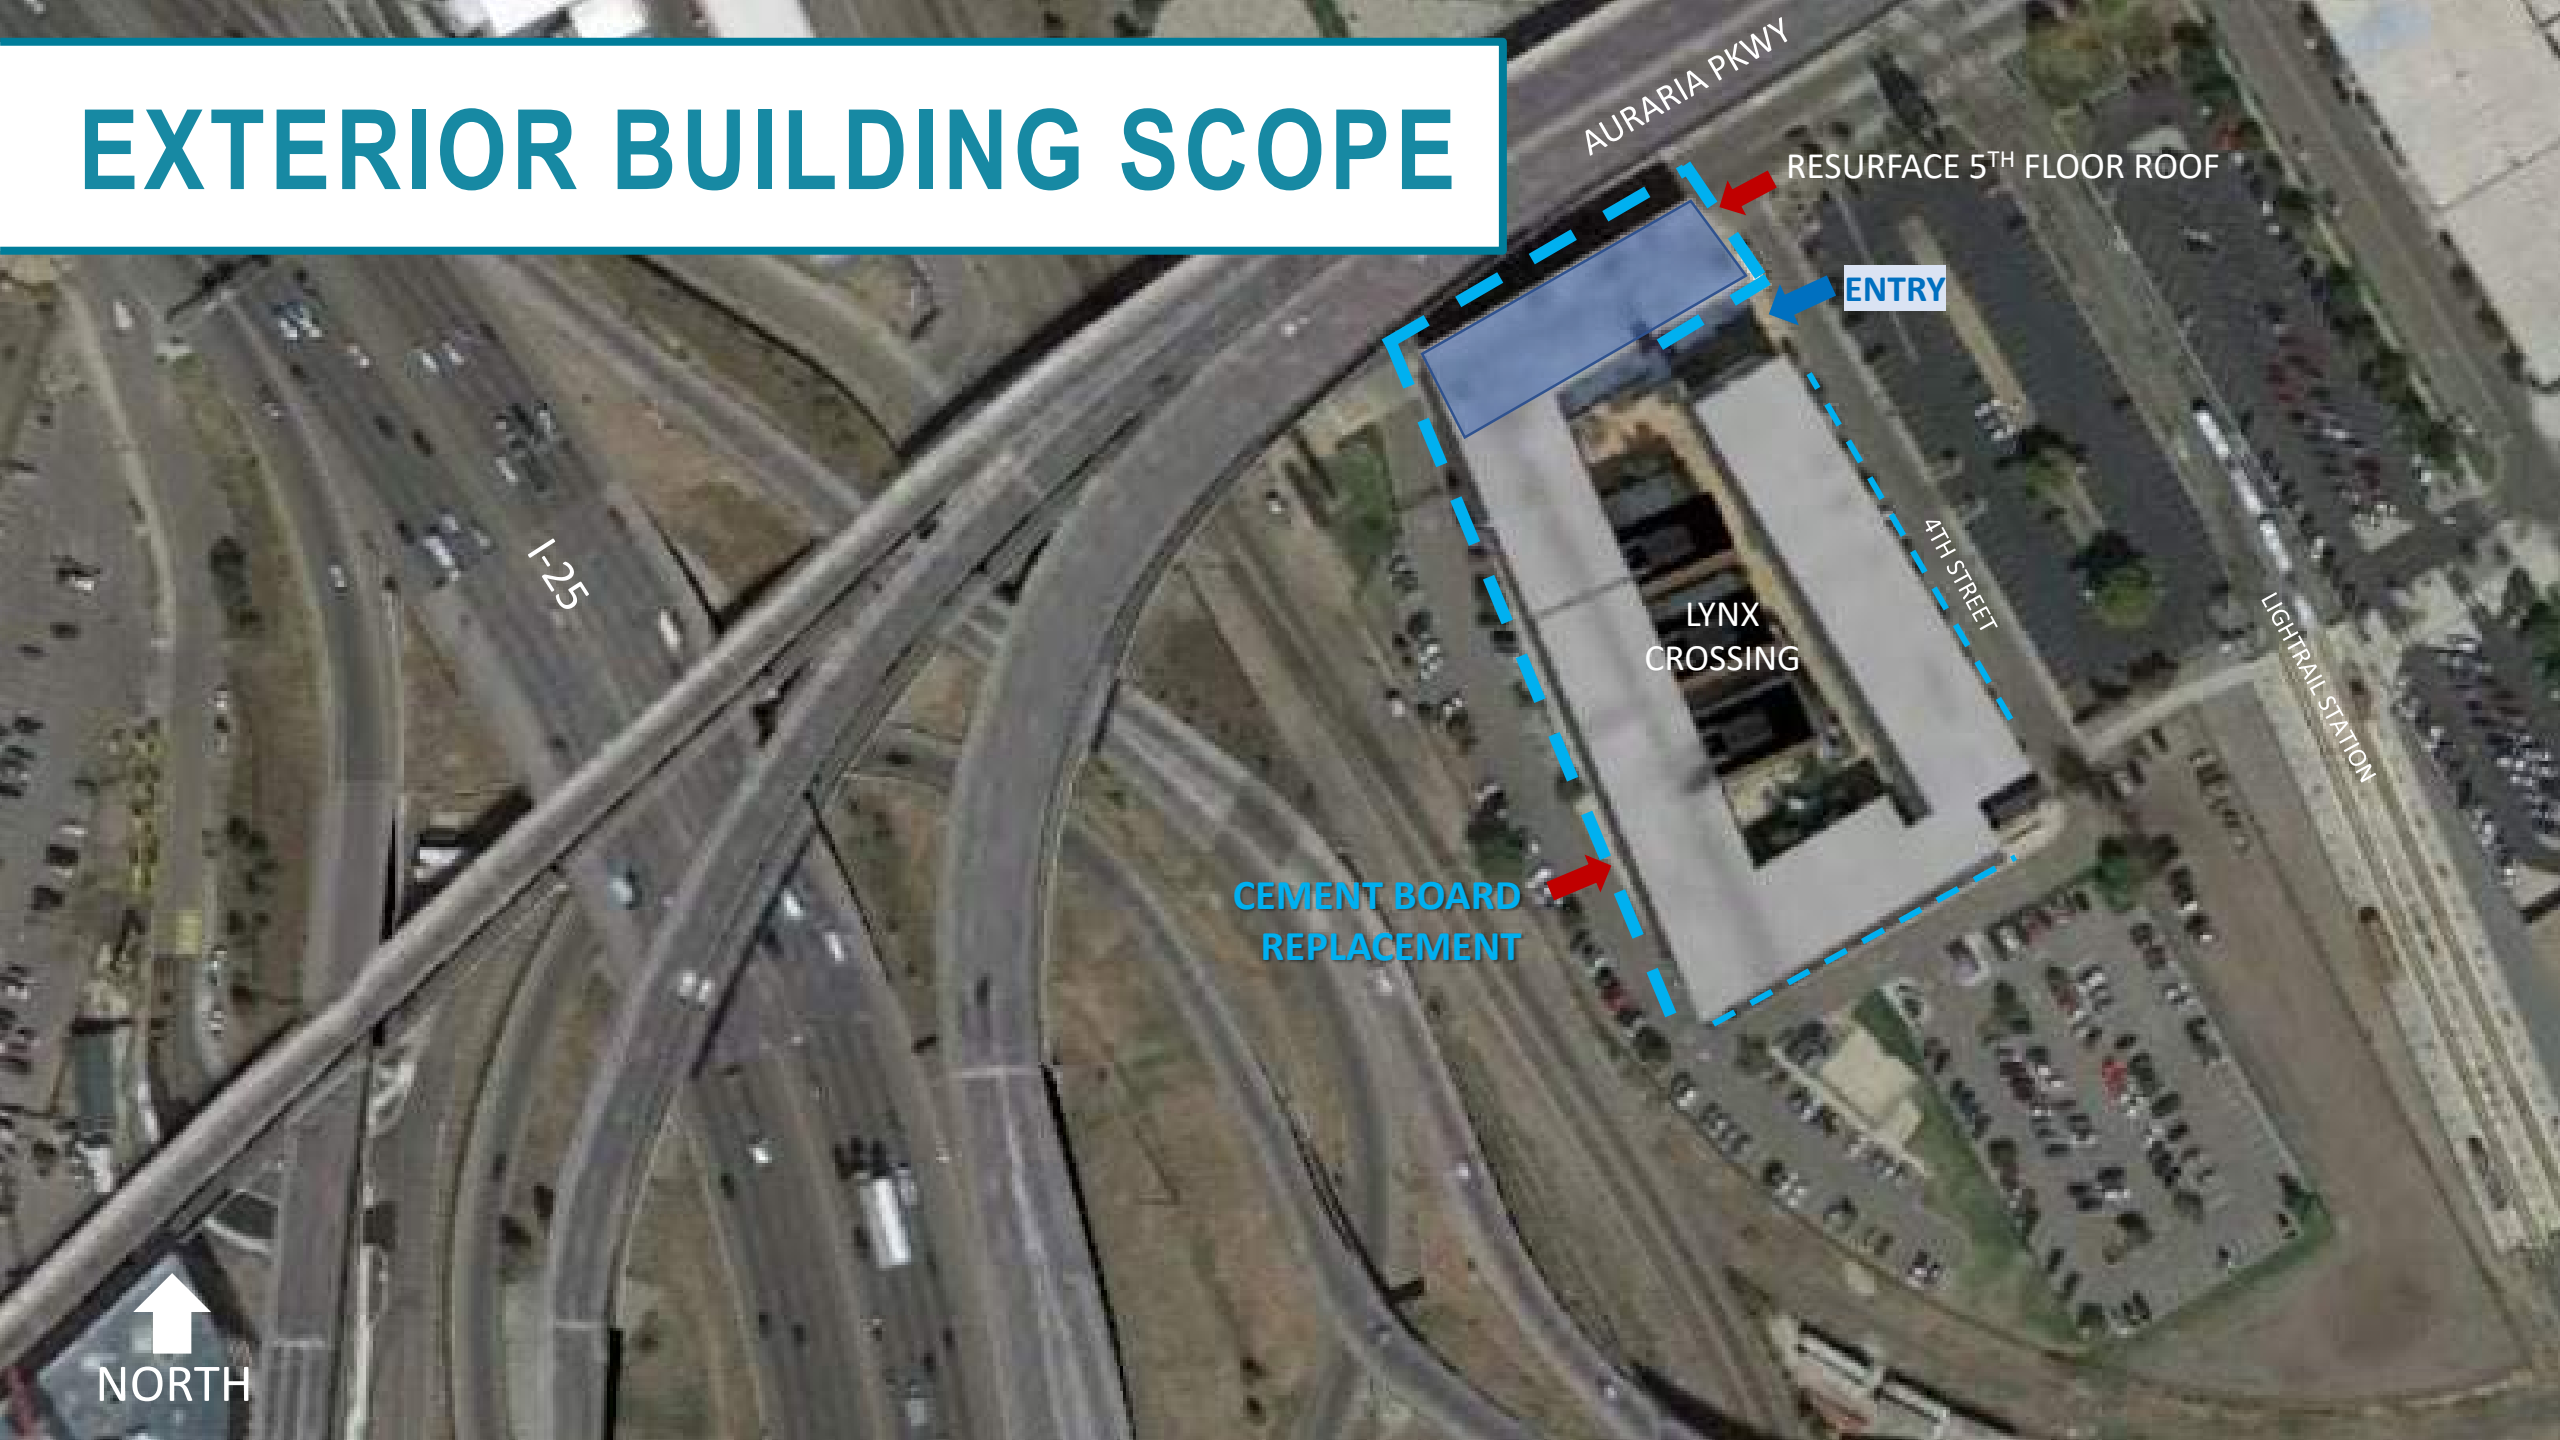 EXTERIOR BUILDING SCOPE
AURARIA PKWY
RESURFACE 5TH FLOOR ROOF
ENTRY
I-25
4TH STREET
LYNX
CROSSING
LIGHTRAIL STATION
CEMENT BOARD
REPLACEMENT
NORTH